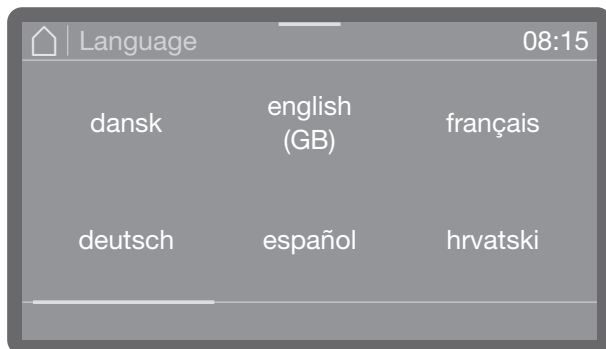 Language 08:15
dansk
english
(GB)
français
deutsch
español
hrvatski